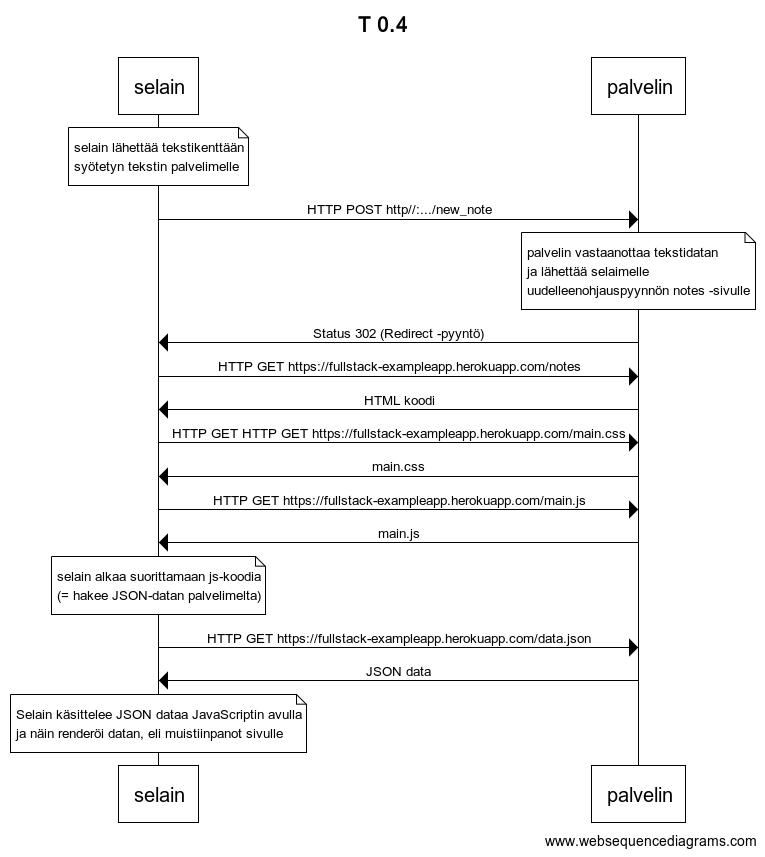 T 0.4
selain
palvelin
selain lähettää tekstikenttään
syötetyn tekstin palvelimelle
HTTP POST http//:.../new_note
palvelin vastaanottaa tekstidatan
ja lähettää selaimelle
uudelleenohjauspyynnön notes -sivulle
Status 302 (Redirect -pyyntö)
HTTP GET https://fullstack-exampleapp.herokuapp.com/notes
HTML koodi
HTTP GET HTTP GET https://fullstack-exampleapp.herokuapp.com/main.css
main.css
HTTP GET https://fullstack-exampleapp.herokuapp.com/main.js
main.js
selain alkaa suorittamaan js-koodia
(= hakee JSON-datan palvelimelta)
HTTP GET https://fullstack-exampleapp.herokuapp.com/data.json
JSON data
Selain käsittelee JSON dataa JavaScriptin avulla
ja näin renderöi datan, eli muistiinpanot sivulle
selain
palvelin
www.websequencediagrams.com